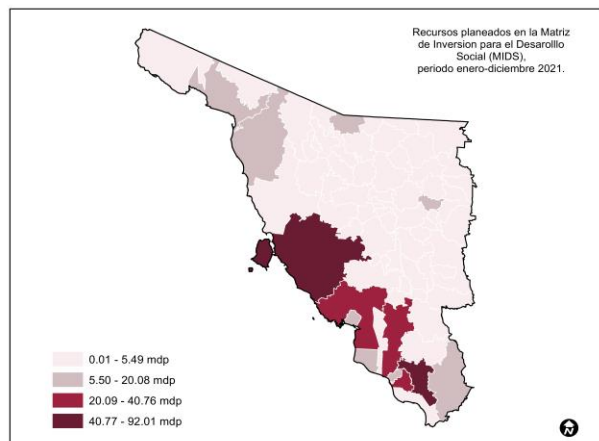 Recursos planeados en la Matriz
de Inversion para el Desarolllo
Social (MIDS),
periodo enero-diciembre 2021.
0.01 - 5.49 mdp
5.50 - 20.08 mdp
20.09 - 40.76 mdp
40.77 - 92.01 mdp